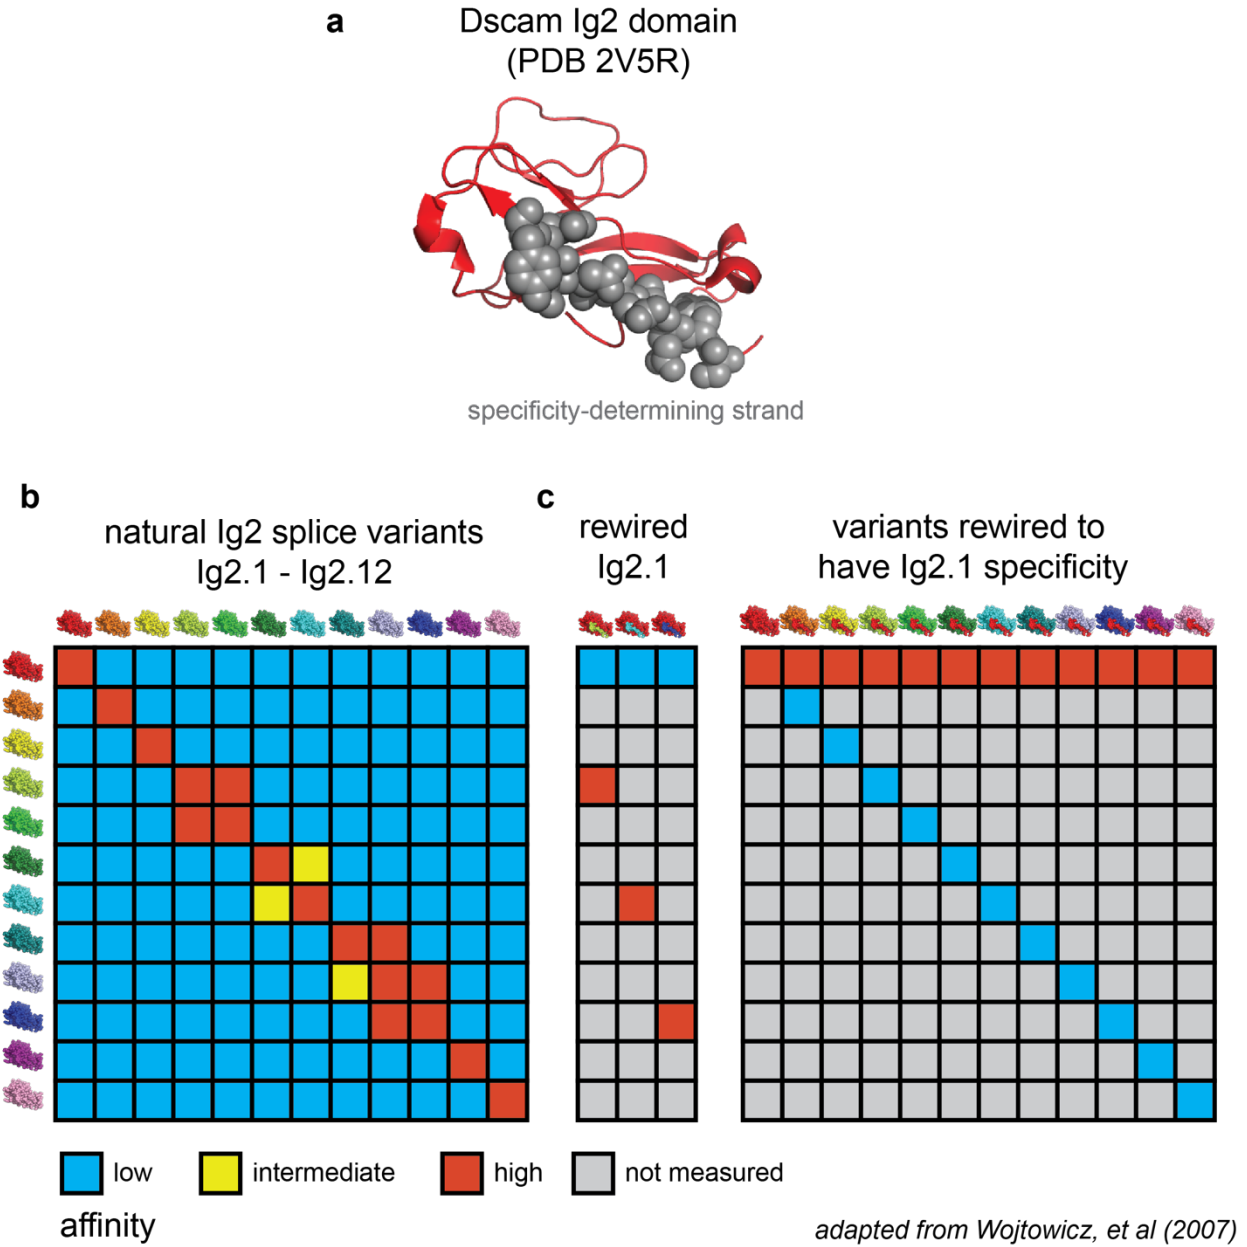 a
Dscam Ig2 domain
(PDB 2V5R)
specificity-determining strand
b
natural Ig2 splice variants
Ig2.1 - Ig2.12
c
rewired
Ig2.1
variants rewired to
have Ig2.1 specificity
low
intermediate
high
not measured
affinity
adapted from Wojtowicz, et al (2007)